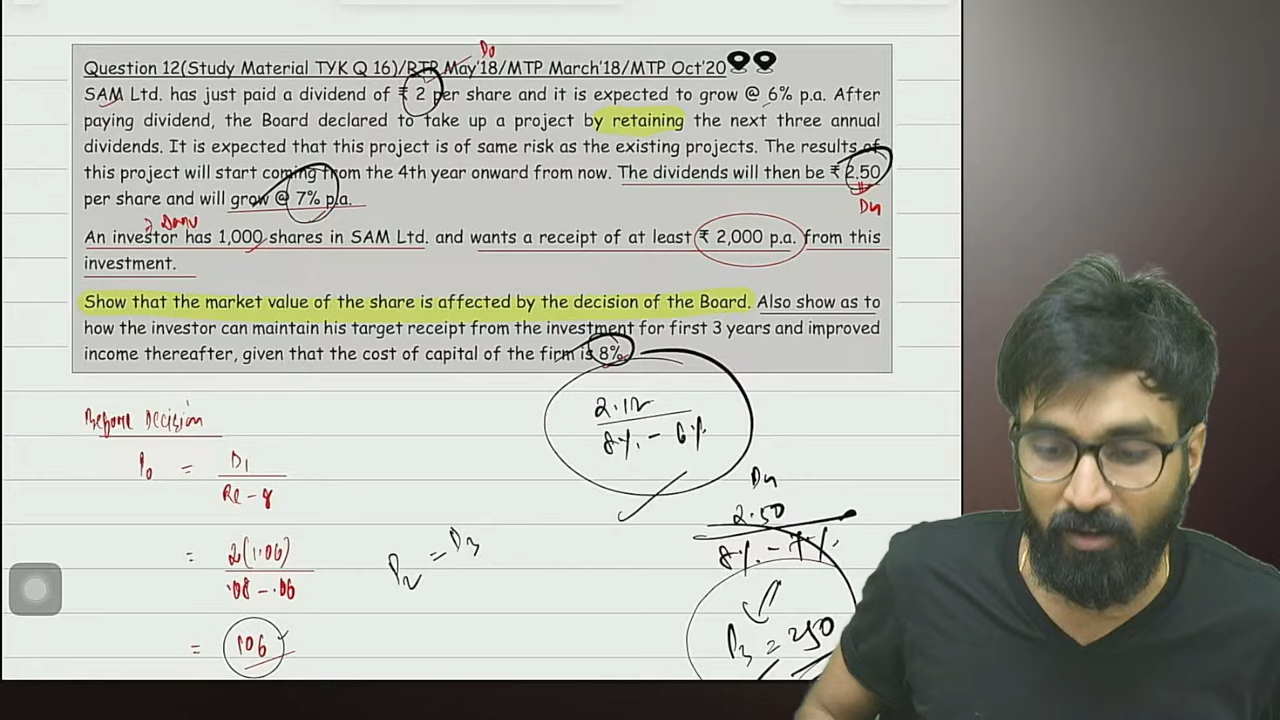 Do
Question 12(Study Material TYK Q 16)/RTP May'18/MTP March'18/MTP Oct'20
SAM Ltd. has just paid a dividend of ₹ 2 per share and it is expected to grow @ 6% p.a. After
paying dividend, the Board declared to take up a project by retaining the next three annual
dividends. It is expected that this project is of same risk as the existing projects. The results of
this project will start coming from the 4th year onward from now. The dividends will then be ₹ 2.50
per share and will grow @ 7% p.a.
D4
An investor has 1,000 shares in SAM Ltd. and wants a receipt of at least ₹ 2,000 p.a. from this
investment.
Show that the market value of the share is affected by the decision of the Board. Also show as to
how the investor can maintain his target receipt from the investment for first 3 years and improved
income thereafter, given that the cost of capital of the firm is 8%.
Before Decision
P0 = D1
Re - g
= 2(1.06)
.08 - .06
= 106
2.12
8% - 6%
P2 = D3
D4
2.50
8% - 7%
P3 = 250